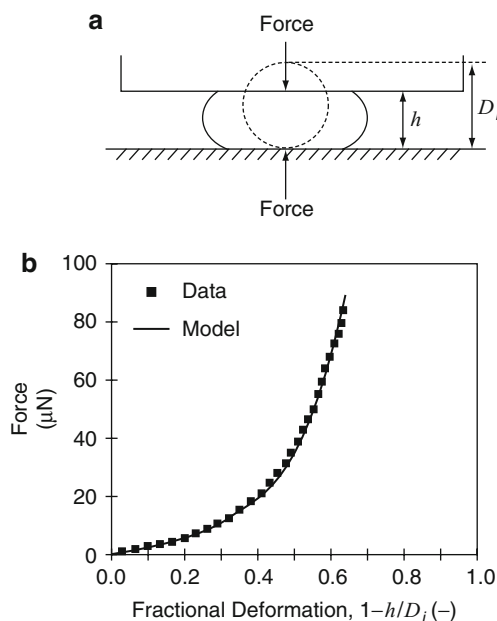 a
Force
h
Force
b
100
80
60
40
20
0
Force
(μN)
Data
Model
0.0
0.2
0.4
0.6
0.8
1.0
Fractional Deformation, 1–h/D_i (–)